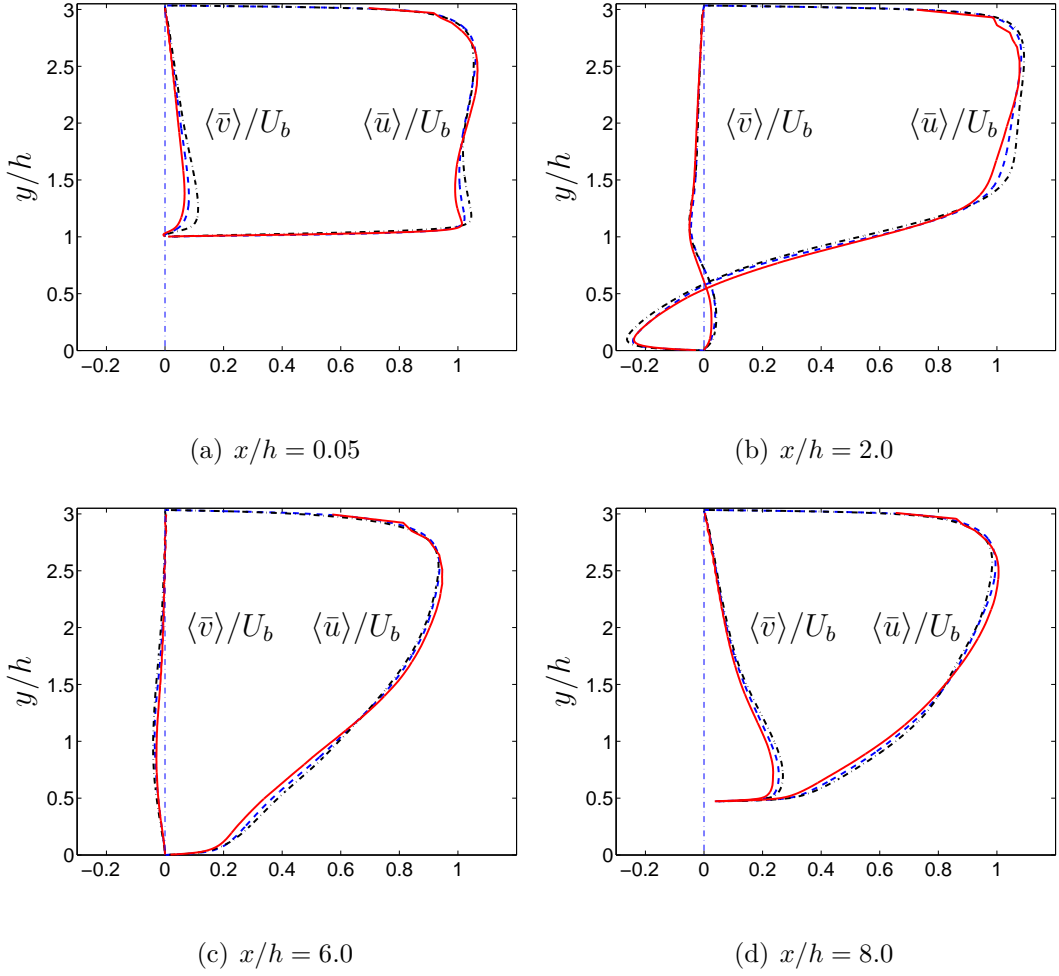 3
2.5
2
1.5
1
0.5
0
y/h
⟨v̄⟩/U_b
⟨ū⟩/U_b
−0.2 0 0.2 0.4 0.6 0.8 1
(a) x/h = 0.05
3
2.5
2
1.5
1
0.5
0
y/h
⟨v̄⟩/U_b
⟨ū⟩/U_b
−0.2 0 0.2 0.4 0.6 0.8 1
(b) x/h = 2.0
3
2.5
2
1.5
1
0.5
0
y/h
⟨v̄⟩/U_b
⟨ū⟩/U_b
−0.2 0 0.2 0.4 0.6 0.8 1
(c) x/h = 6.0
3
2.5
2
1.5
1
0.5
0
y/h
⟨v̄⟩/U_b
⟨ū⟩/U_b
−0.2 0 0.2 0.4 0.6 0.8 1
(d) x/h = 8.0